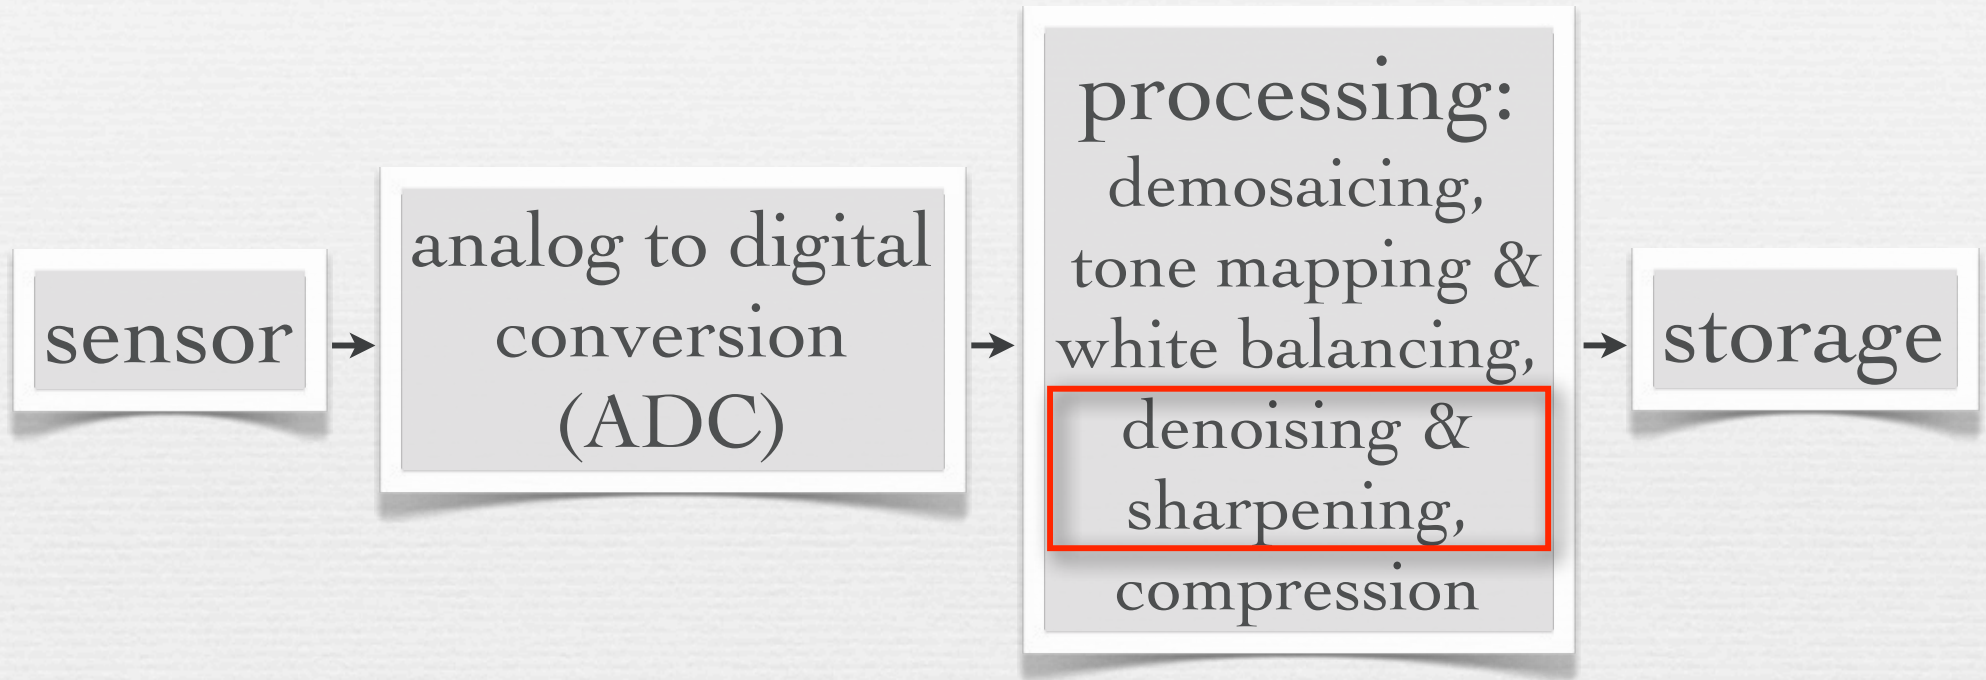 sensor
analog to digital
conversion
(ADC)
processing:
demosaicing,
tone mapping &
white balancing,
denoising &
sharpening,
compression
storage